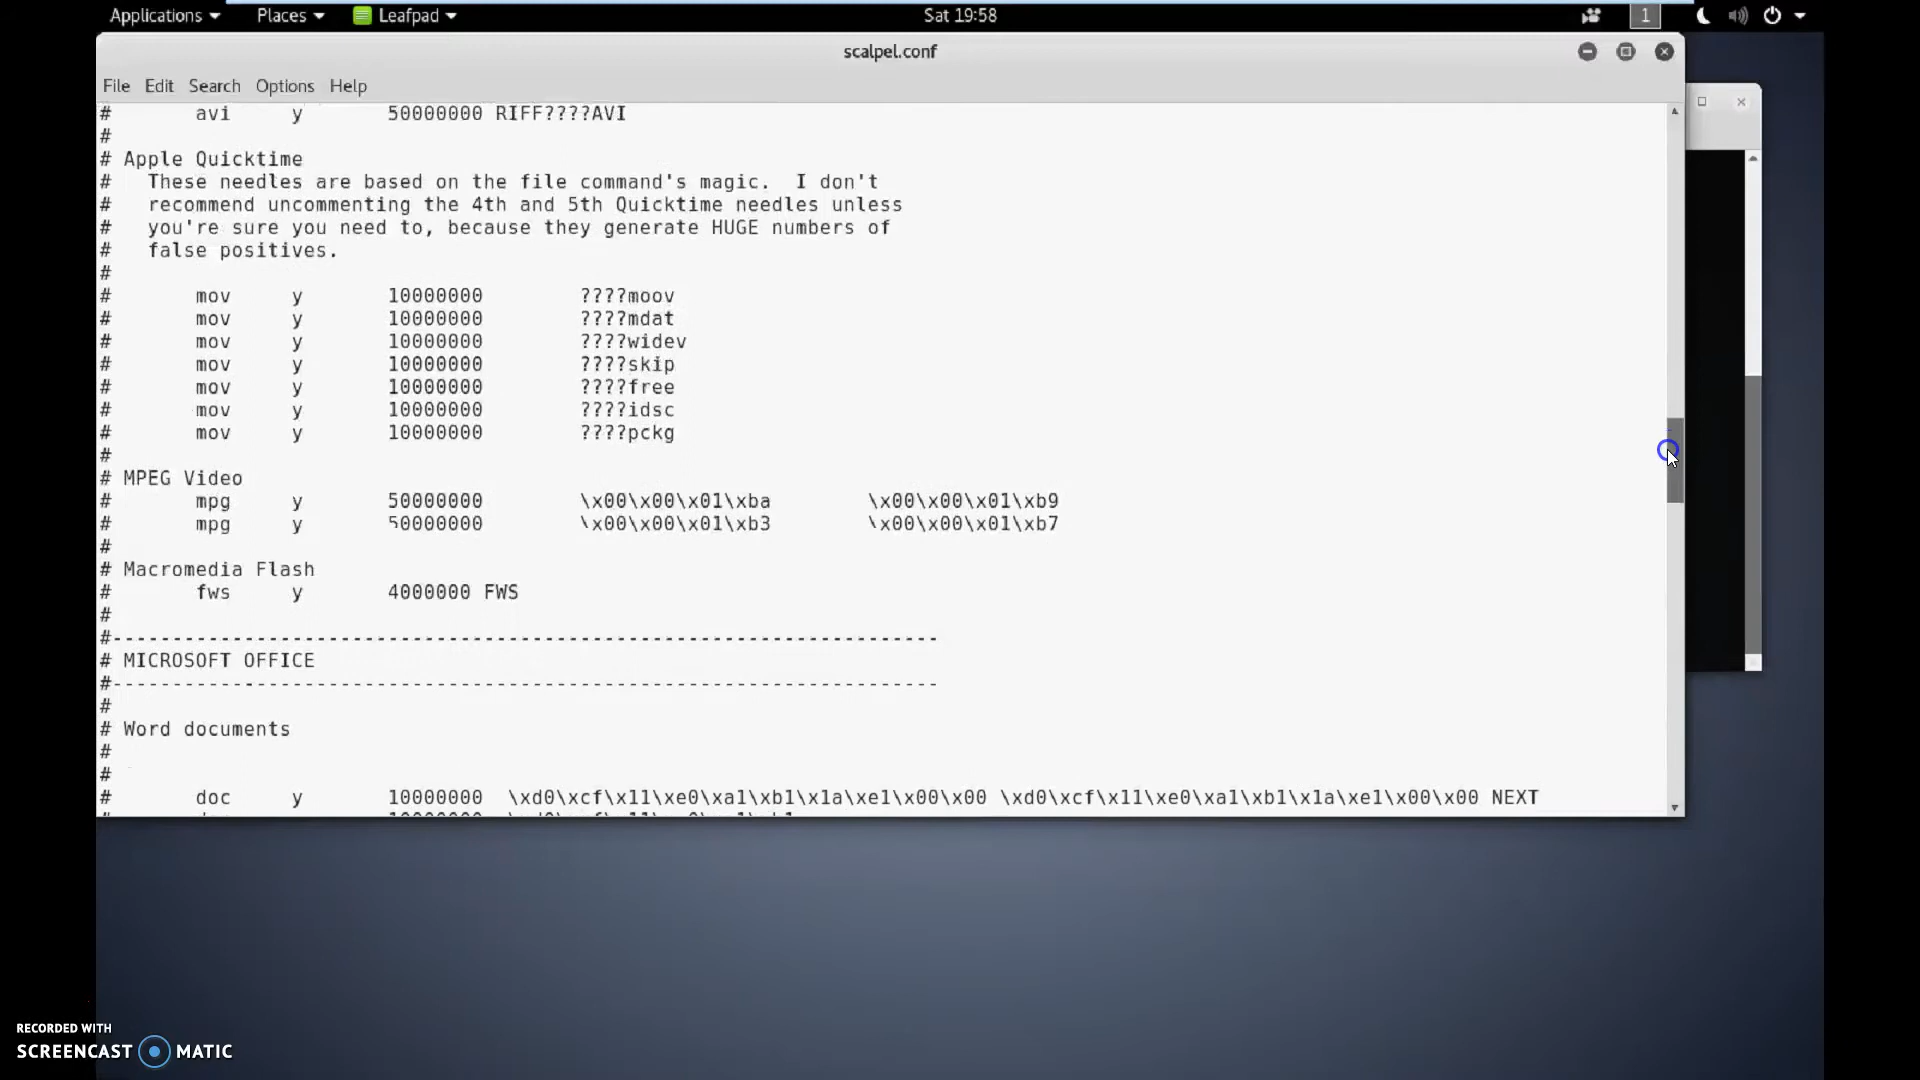 Applications Places Leafpad Sat 19:58 1
scalpel.conf
File Edit Search Options Help
# avi y 50000000 RIFF????AVI
#
# Apple Quicktime
# These needles are based on the file command's magic. I don't
# recommend uncommenting the 4th and 5th Quicktime needles unless
# you're sure you need to, because they generate HUGE numbers of
# false positives.
#
# mov y 10000000 ????moov
# mov y 10000000 ????mdat
# mov y 10000000 ????widev
# mov y 10000000 ????skip
# mov y 10000000 ????free
# mov y 10000000 ????idsc
# mov y 10000000 ????pckg
#
# MPEG Video
# mpg y 50000000 \x00\x00\x01\xba \x00\x00\x01\xb9
# mpg y 50000000 \x00\x00\x01\xb3 \x00\x00\x01\xb7
#
# Macromedia Flash
# fws y 4000000 FWS
#
#---------------------------------------------------------------------
# MICROSOFT OFFICE
#---------------------------------------------------------------------
#
# Word documents
#
#
# doc y 10000000 \xd0\xcf\x11\xe0\xa1\xb1\x1a\xe1\x00\x00 \xd0\xcf\x11\xe0\xa1\xb1\x1a\xe1\x00\x00 NEXT
RECORDED WITH
SCREENCAST MATIC